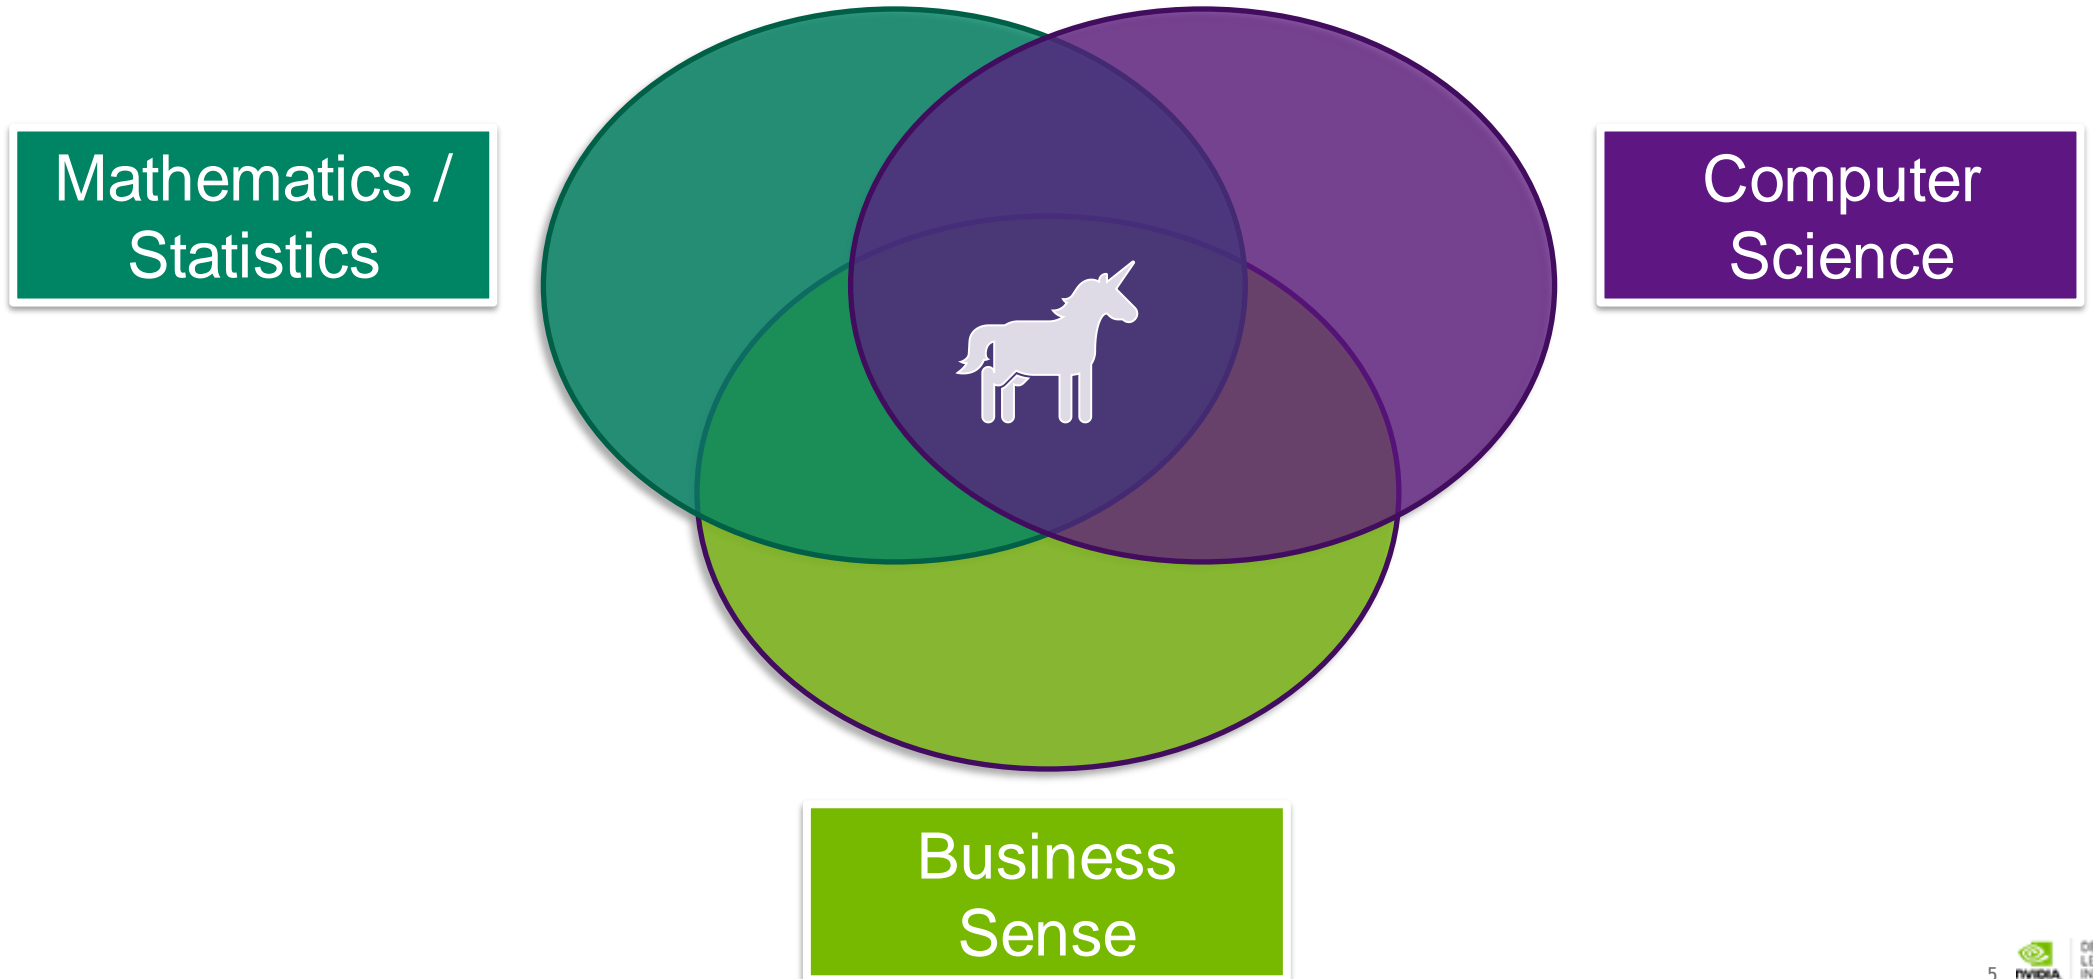 Mathematics /
Statistics
Computer
Science
Business
Sense
5
NVIDIA